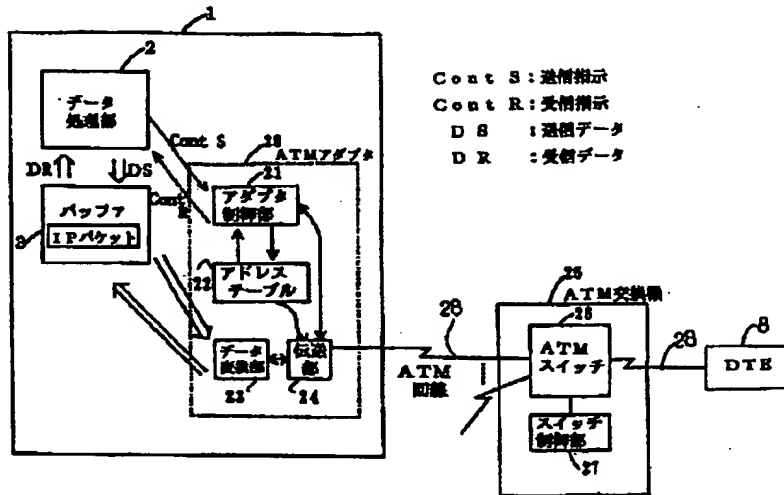 1
2
データ
処理部
Cont S
Cont S : 送信指示
Cont R : 受信指示
D S : 送信データ
D R : 受信データ
20
ATMアダプタ
21
アダプタ
制御部
DR
DS
Cont
R
バッファ
3
IPパケット
22
アドレス
テーブル
データ
変換部
23
伝送部
24
28
ATM
回線
25
ATM交換機
26
ATM
スイッチ
スイッチ
制御部
27
28
8
DTE